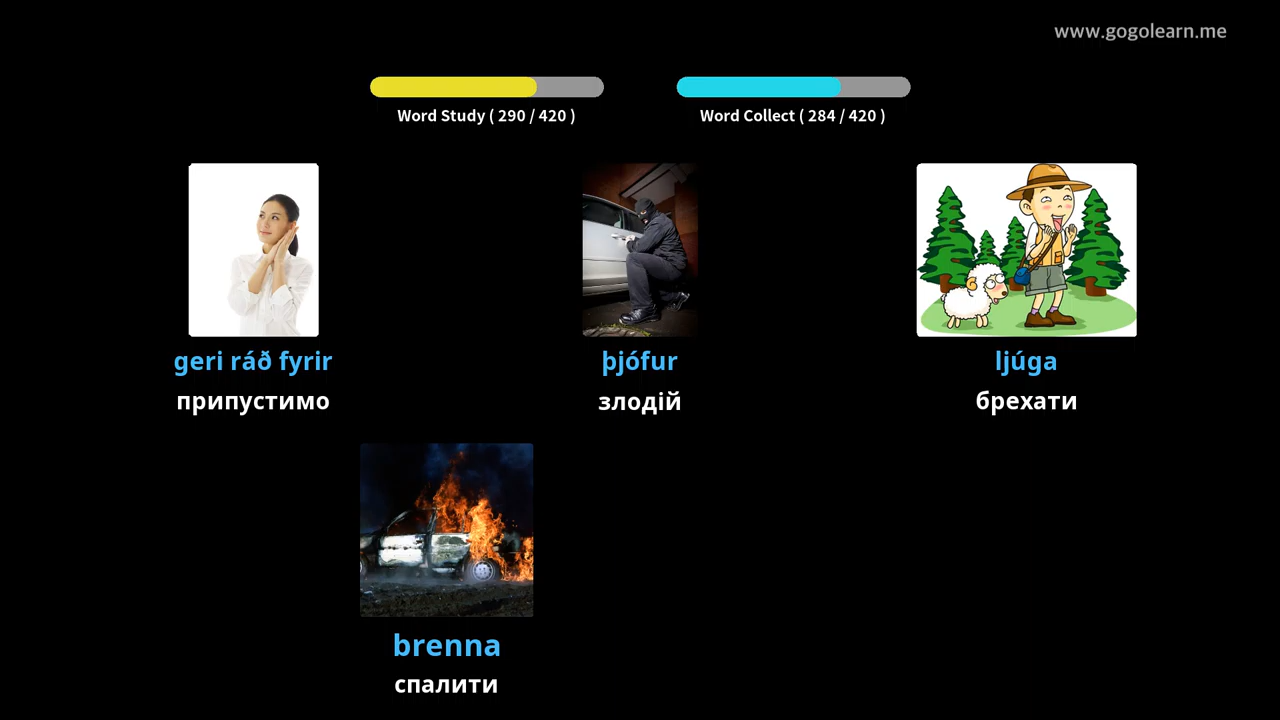 www.gogolearn.me
Word Study ( 290 / 420 )
Word Collect ( 284 / 420 )
geri ráð fyrir
þjófur
ljúga
припустимо
злодій
брехати
brenna
спалити